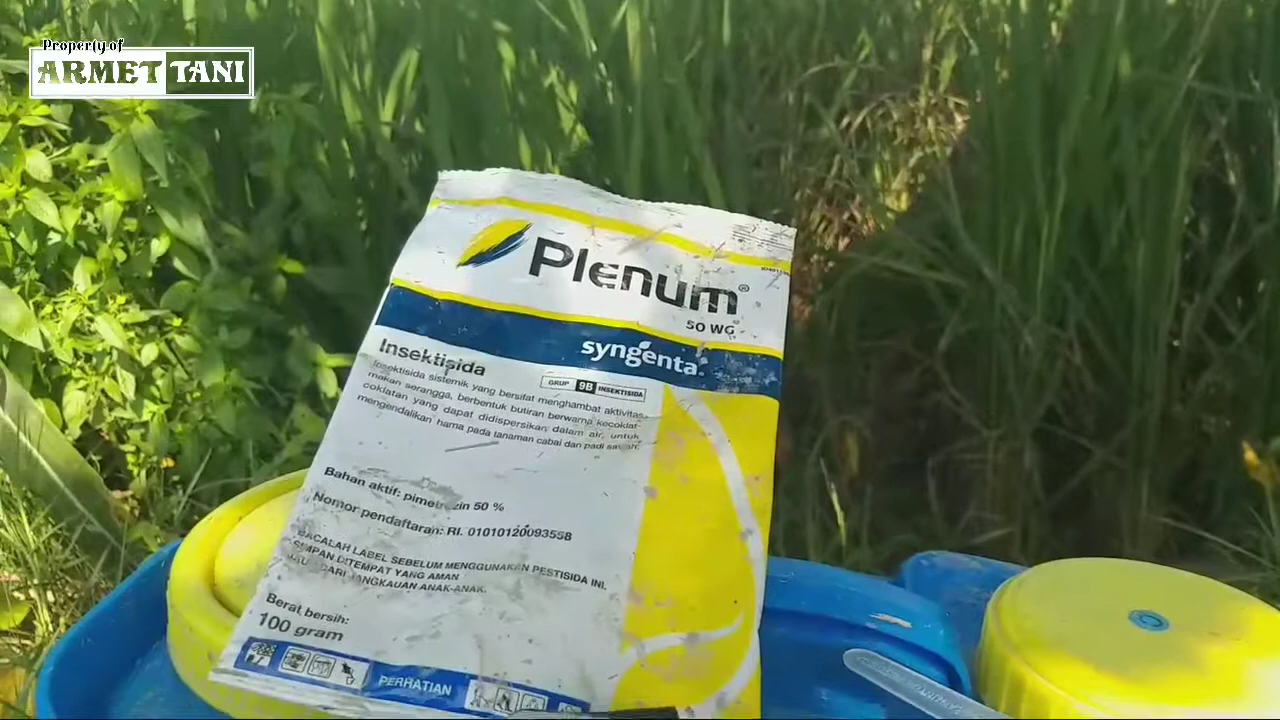 Property of
ARMET TANI
Plenum®
50 WG
syngenta.
Insektisida
GRUP 9B INSEKTISIDA
Insektisida sistemik yang bersifat menghambat aktivitas
makan serangga, berbentuk butiran berwarna kecoklat-
coklatan yang dapat didispersikan dalam air, untuk
mengendalikan hama pada tanaman cabai dan padi sawah.
Bahan aktif: pimetrozin 50 %
Nomor pendaftaran: RI. 01010120093558
BACALAH LABEL SEBELUM MENGGUNAKAN PESTISIDA INI.
SIMPAN DITEMPAT YANG AMAN
DARI JANGKAUAN ANAK-ANAK.
Berat bersih:
100 gram
PERHATIAN